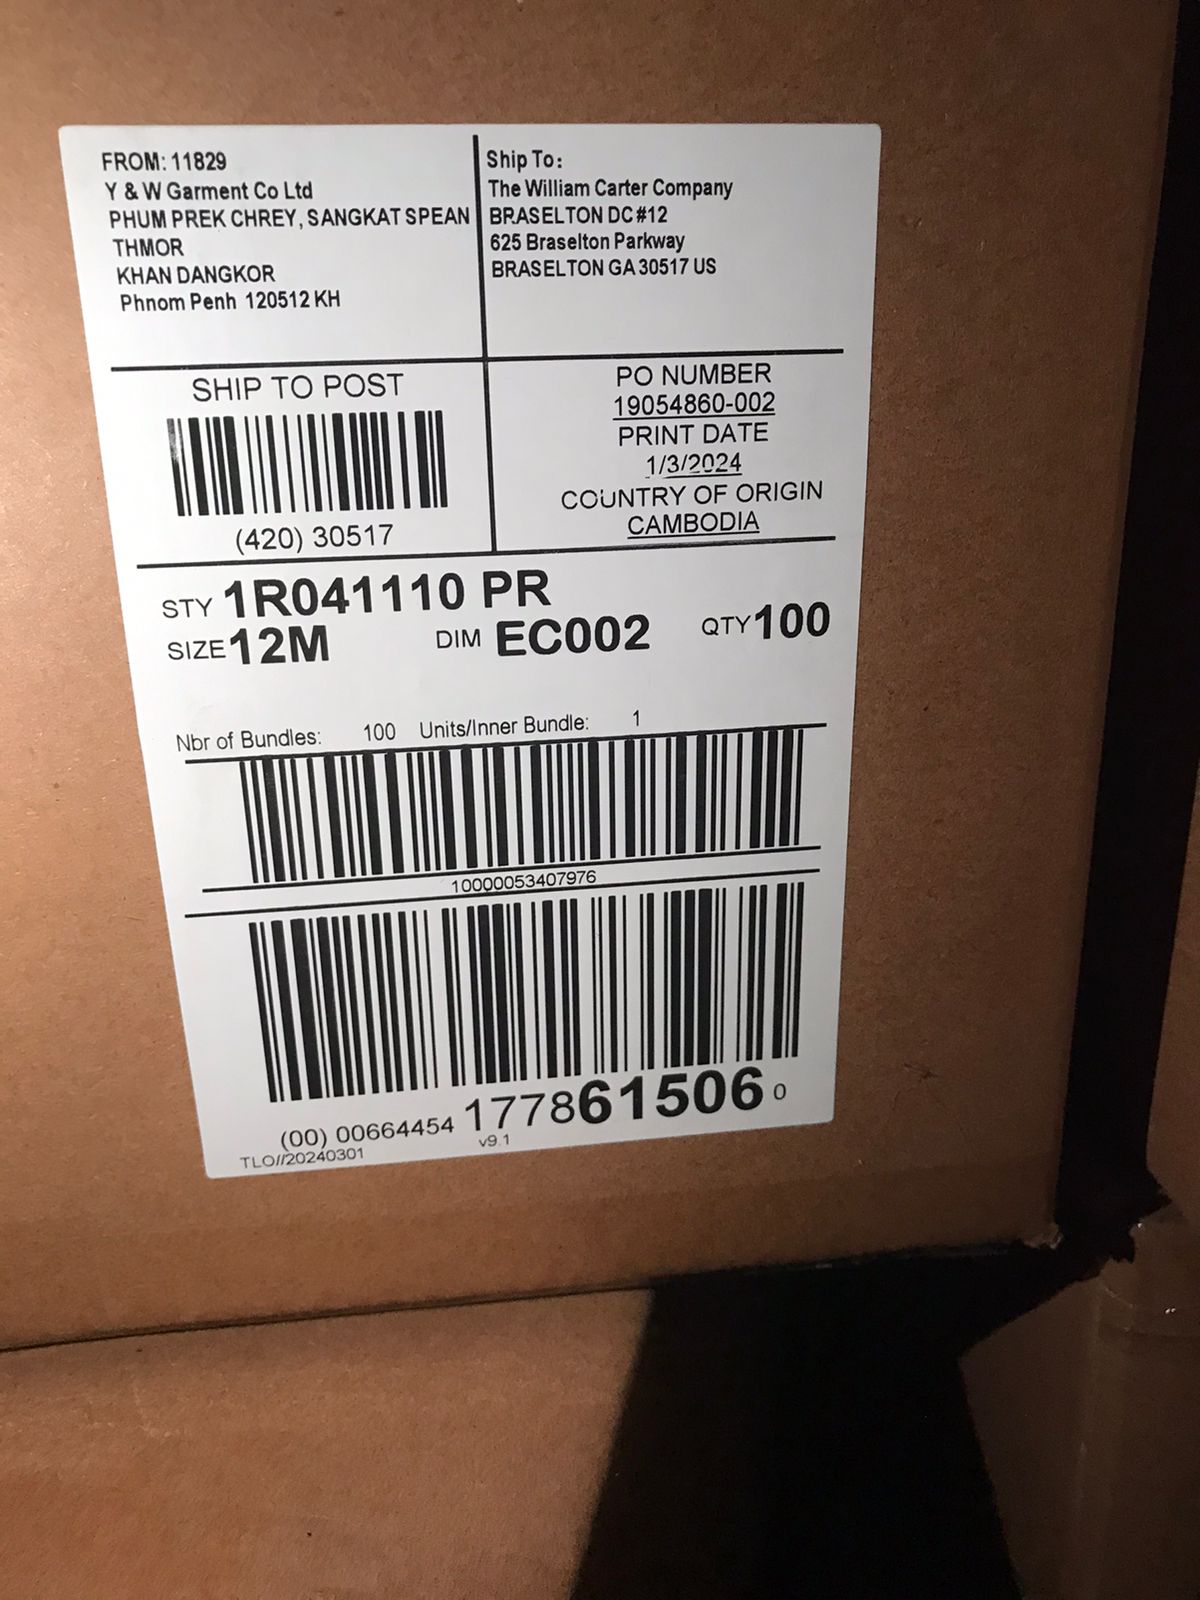 FROM: 11829
Y & W Garment Co Ltd
PHUM PREK CHREY, SANGKAT SPEAN
THMOR
KHAN DANGKOR
Phnom Penh 120512 KH
Ship To:
The William Carter Company
BRASELTON DC #12
625 Braselton Parkway
BRASELTON GA 30517 US
SHIP TO POST
(420) 30517
PO NUMBER
19054860-002
PRINT DATE
1/3/2024
COUNTRY OF ORIGIN
CAMBODIA
STY 1R041110 PR
SIZE 12M DIM EC002 QTY 100
Nbr of Bundles: 100 Units/Inner Bundle: 1
10000053407976
(00) 00664454 177861506 0
TLO//20240301 v9.1